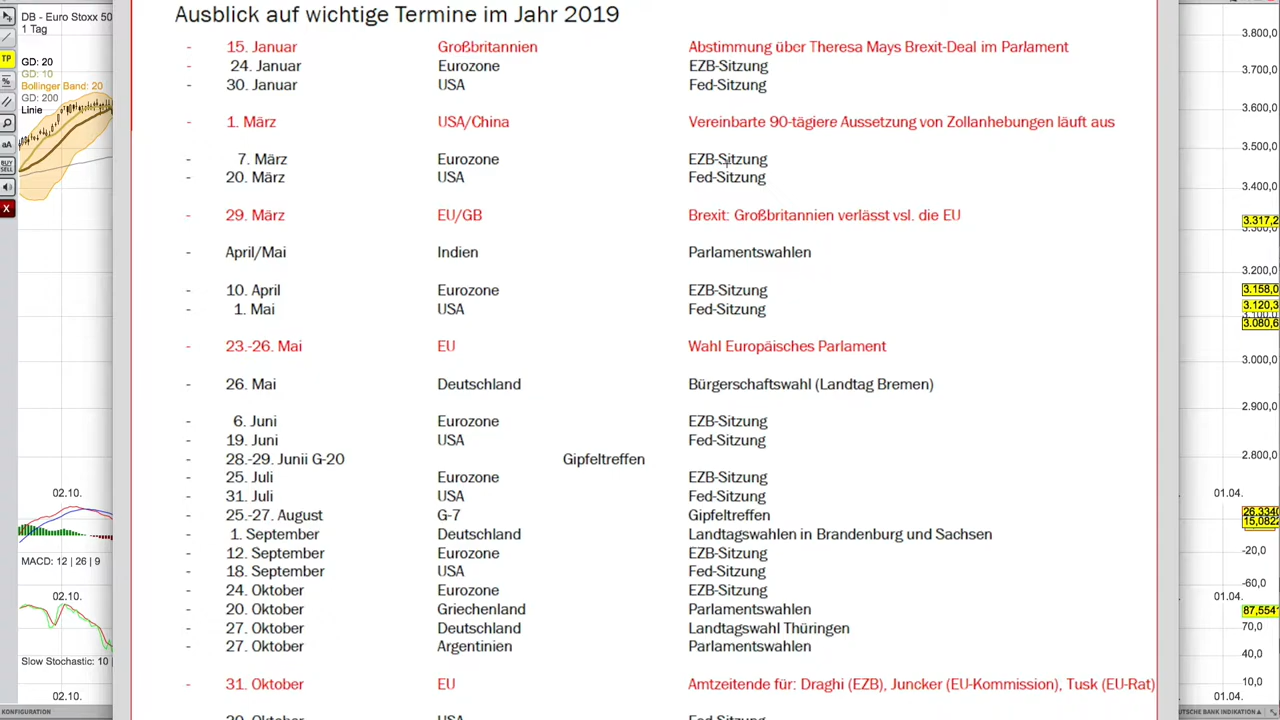 Ausblick auf wichtige Termine im Jahr 2019
- 15. Januar Großbritannien Abstimmung über Theresa Mays Brexit-Deal im Parlament
- 24. Januar Eurozone EZB-Sitzung
- 30. Januar USA Fed-Sitzung
- 1. März USA/China Vereinbarte 90-tägiere Aussetzung von Zollanhebungen läuft aus
- 7. März Eurozone EZB-Sitzung
- 20. März USA Fed-Sitzung
- 29. März EU/GB Brexit: Großbritannien verlässt vsl. die EU
- April/Mai Indien Parlamentswahlen
- 10. April Eurozone EZB-Sitzung
- 1. Mai USA Fed-Sitzung
- 23.-26. Mai EU Wahl Europäisches Parlament
- 26. Mai Deutschland Bürgerschaftswahl (Landtag Bremen)
- 6. Juni Eurozone EZB-Sitzung
- 19. Juni USA Fed-Sitzung
- 28.-29. Junii G-20 Gipfeltreffen
- 25. Juli Eurozone EZB-Sitzung
- 31. Juli USA Fed-Sitzung
- 25.-27. August G-7 Gipfeltreffen
- 1. September Deutschland Landtagswahlen in Brandenburg und Sachsen
- 12. September Eurozone EZB-Sitzung
- 18. September USA Fed-Sitzung
- 24. Oktober Eurozone EZB-Sitzung
- 20. Oktober Griechenland Parlamentswahlen
- 27. Oktober Deutschland Landtagswahl Thüringen
- 27. Oktober Argentinien Parlamentswahlen
- 31. Oktober EU Amtzeitende für: Draghi (EZB), Juncker (EU-Kommission), Tusk (EU-Rat)
DB - Euro Stoxx 50
1 Tag
GD: 20
GD: 10
Bollinger Band: 20
GD: 200
Linie
TP
%
aA
BUY
SELL
X
02.10.
MACD: 12 | 26 | 9
02.10.
Slow Stochastic: 10 |
02.10.
KONFIGURATION
3.800,0
3.700,0
3.600,0
3.500,0
3.400,0
3.317,2
3.200,0
3.158,0
3.120,3
3.080,6
3.000,0
2.900,0
2.800,0
01.04.
26.3340
15,0822
-20,0
-60,0
01.04.
87,554
70,0
40,0
10,0
01.04.
UTSCHE BANK INDIKATION